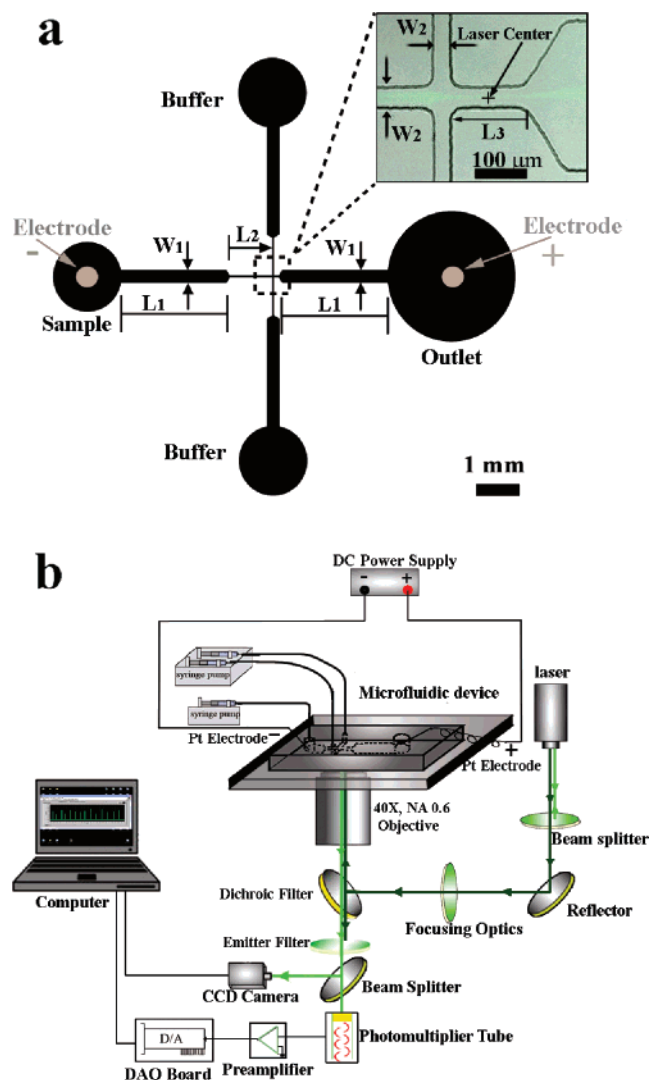 a
W2
Laser Center
W2
L3
100 µm
Buffer
Electrode
-
W1
L2
W1
Electrode
+
Sample
L1
L1
Outlet
Buffer
1 mm
b
DC Power Supply
- +
laser
syringe pump
Microfluidic device
syringe pump
Pt Electrode
-
+
Pt Electrode
40X, NA 0.6
Objective
Beam splitter
Computer
Dichroic Filter
Focusing Optics
Reflector
Emitter Filter
CCD Camera
Beam Splitter
D/A
Photomultiplier Tube
Preamplifier
DAQ Board